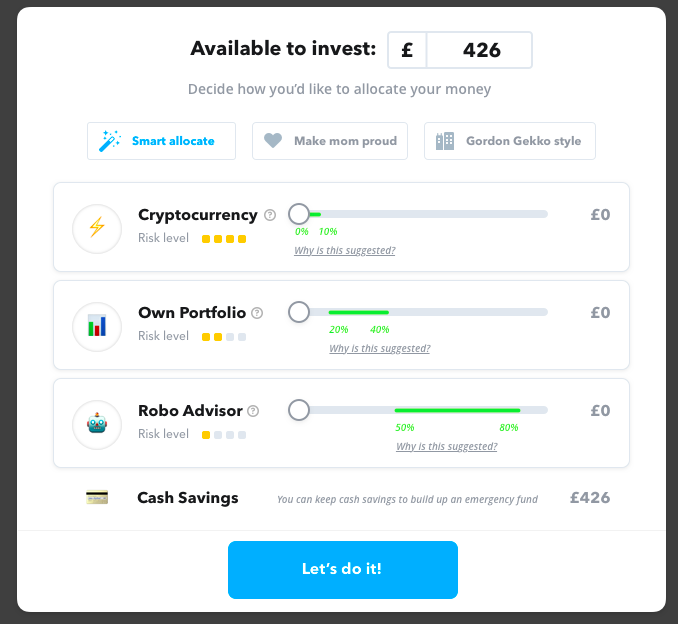 Available to invest: £ 426
Decide how you’d like to allocate your money
Smart allocate
Make mom proud
Gordon Gekko style
Cryptocurrency ?
£0
Risk level
0% 10%
Why is this suggested?
Own Portfolio ?
£0
Risk level
20% 40%
Why is this suggested?
Robo Advisor ?
£0
Risk level
50% 80%
Why is this suggested?
Cash Savings
You can keep cash savings to build up an emergency fund
£426
Let’s do it!